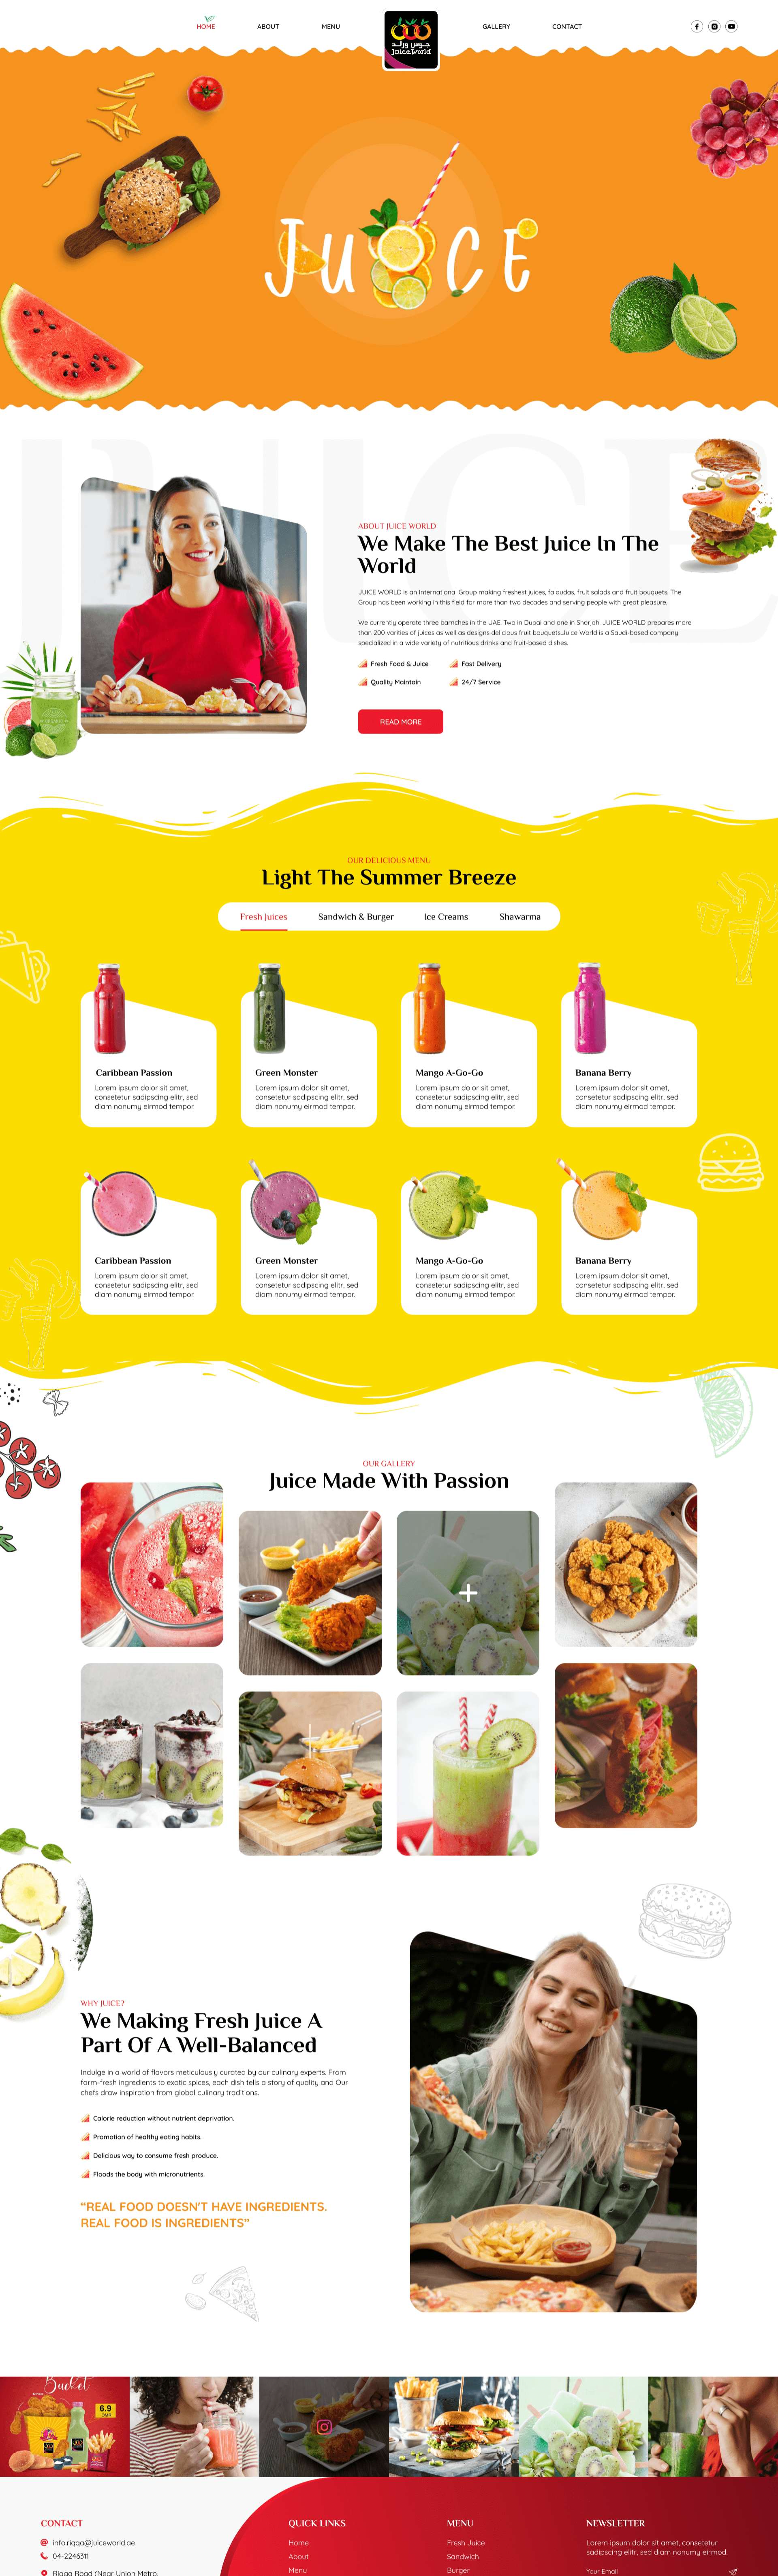 HOME
ABOUT
MENU
جوس ورلد
Juice World
GALLERY
CONTACT
JUICE
JUICE
ABOUT JUICE WORLD
We Make The Best Juice In The
World
JUICE WORLD is an International Group making freshest juices, faluudas, fruit salads and fruit bouquets. The
Group has been working in this field for more than two decades and serving people with great pleasure.
We currently operate three barnches in the UAE. Two in Dubai and one in Sharjah. JUICE WORLD prepares more
than 200 varities of juices as well as designs delicious fruit bouquets.Juice World is a Saudi-based company
specialized in a wide variety of nutritious drinks and fruit-based dishes.
Fresh Food & Juice
Fast Delivery
Quality Maintain
24/7 Service
READ MORE
OUR DELICIOUS MENU
Light The Summer Breeze
Fresh Juices
Sandwich & Burger
Ice Creams
Shawarma
Caribbean Passion
Lorem ipsum dolor sit amet,
consetetur sadipscing elitr, sed
diam nonumy eirmod tempor.
Green Monster
Lorem ipsum dolor sit amet,
consetetur sadipscing elitr, sed
diam nonumy eirmod tempor.
Mango A-Go-Go
Lorem ipsum dolor sit amet,
consetetur sadipscing elitr, sed
diam nonumy eirmod tempor.
Banana Berry
Lorem ipsum dolor sit amet,
consetetur sadipscing elitr, sed
diam nonumy eirmod tempor.
Caribbean Passion
Lorem ipsum dolor sit amet,
consetetur sadipscing elitr, sed
diam nonumy eirmod tempor.
Green Monster
Lorem ipsum dolor sit amet,
consetetur sadipscing elitr, sed
diam nonumy eirmod tempor.
Mango A-Go-Go
Lorem ipsum dolor sit amet,
consetetur sadipscing elitr, sed
diam nonumy eirmod tempor.
Banana Berry
Lorem ipsum dolor sit amet,
consetetur sadipscing elitr, sed
diam nonumy eirmod tempor.
OUR GALLERY
Juice Made With Passion
WHY JUICE?
We Making Fresh Juice A
Part Of A Well-Balanced
Indulge in a world of flavors meticulously curated by our culinary experts. From
farm-fresh ingredients to exotic spices, each dish tells a story of quality and Our
chefs draw inspiration from global culinary traditions.
Calorie reduction without nutrient deprivation.
Promotion of healthy eating habits.
Delicious way to consume fresh produce.
Floods the body with micronutrients.
“REAL FOOD DOESN'T HAVE INGREDIENTS.
REAL FOOD IS INGREDIENTS”
Bucket
6.9
OMR
CONTACT
info.riqqa@juiceworld.ae
04-2246311
Riqqa Road (Near Union Metro,
QUICK LINKS
Home
About
Menu
MENU
Fresh Juice
Sandwich
Burger
NEWSLETTER
Lorem ipsum dolor sit amet, consetetur
sadipscing elitr, sed diam nonumy eirmod.
Your Email